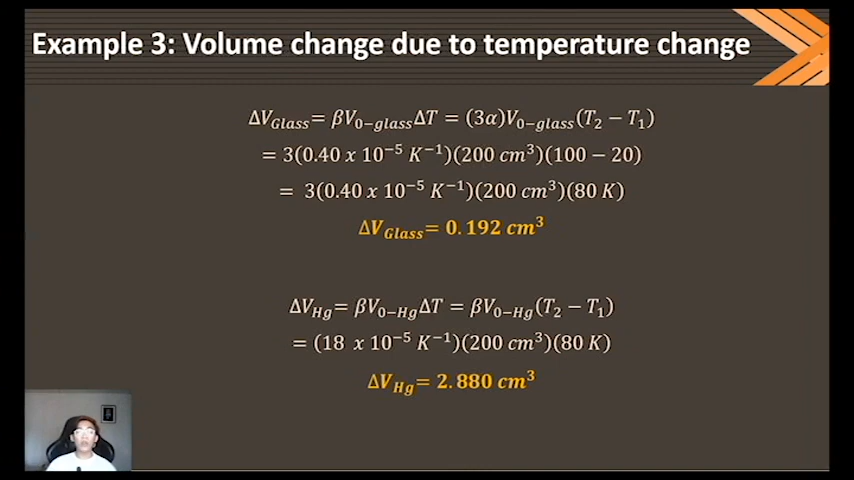 Example 3: Volume change due to temperature change
ΔV_Glass = βV_0−glass ΔT = (3α)V_0−glass (T_2 − T_1)
= 3(0.40 x 10^−5 K^−1)(200 cm^3)(100 − 20)
= 3(0.40 x 10^−5 K^−1)(200 cm^3)(80 K)
ΔV_Glass = 0.192 cm^3
ΔV_Hg = βV_0−Hg ΔT = βV_0−Hg (T_2 − T_1)
= (18 x 10^−5 K^−1)(200 cm^3)(80 K)
ΔV_Hg = 2.880 cm^3